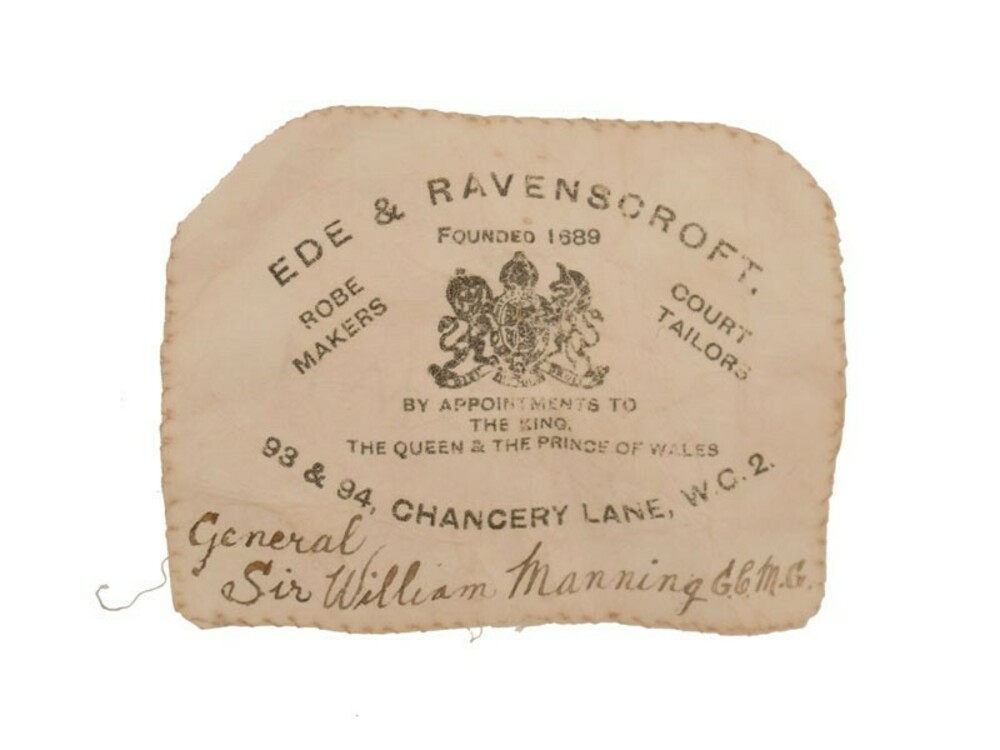 EDE & RAVENSCROFT.
FOUNDED 1689
ROBE
MAKERS
COURT
TAILORS
BY APPOINTMENTS TO
THE KING,
THE QUEEN & THE PRINCE OF WALES
93 & 94, CHANCERY LANE, W.C. 2.
General
Sir William Manning G.C.M.G.